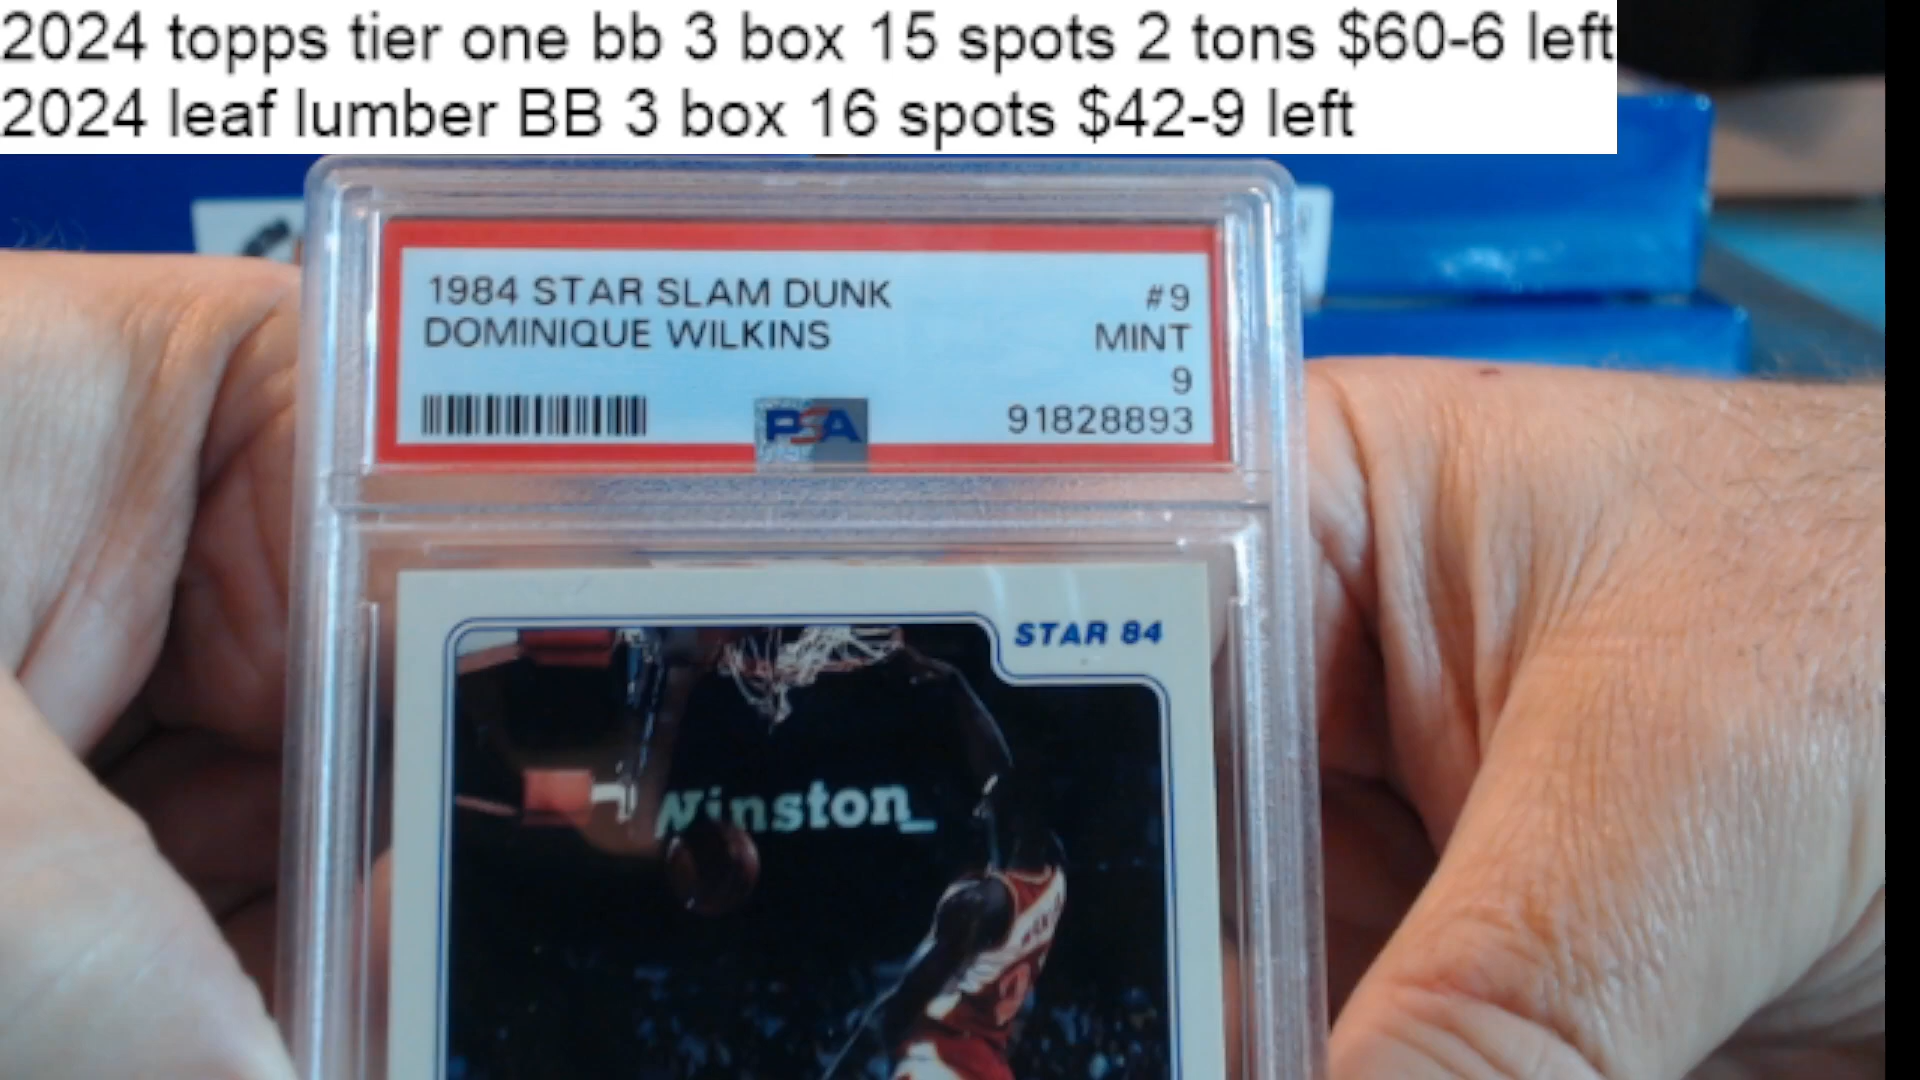 2024 topps tier one bb 3 box 15 spots 2 tons $60-6 left
2024 leaf lumber BB 3 box 16 spots $42-9 left
1984 STAR SLAM DUNK #9
DOMINIQUE WILKINS MINT
9
PSA 91828893
STAR 84
Winston